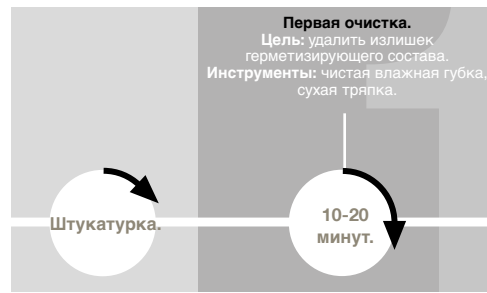 Первая очистка.
Цель: удалить излишек
герметизирующего состава.
Инструменты: чистая влажная губка,
сухая тряпка.
Штукатурка.
10-20
минут.